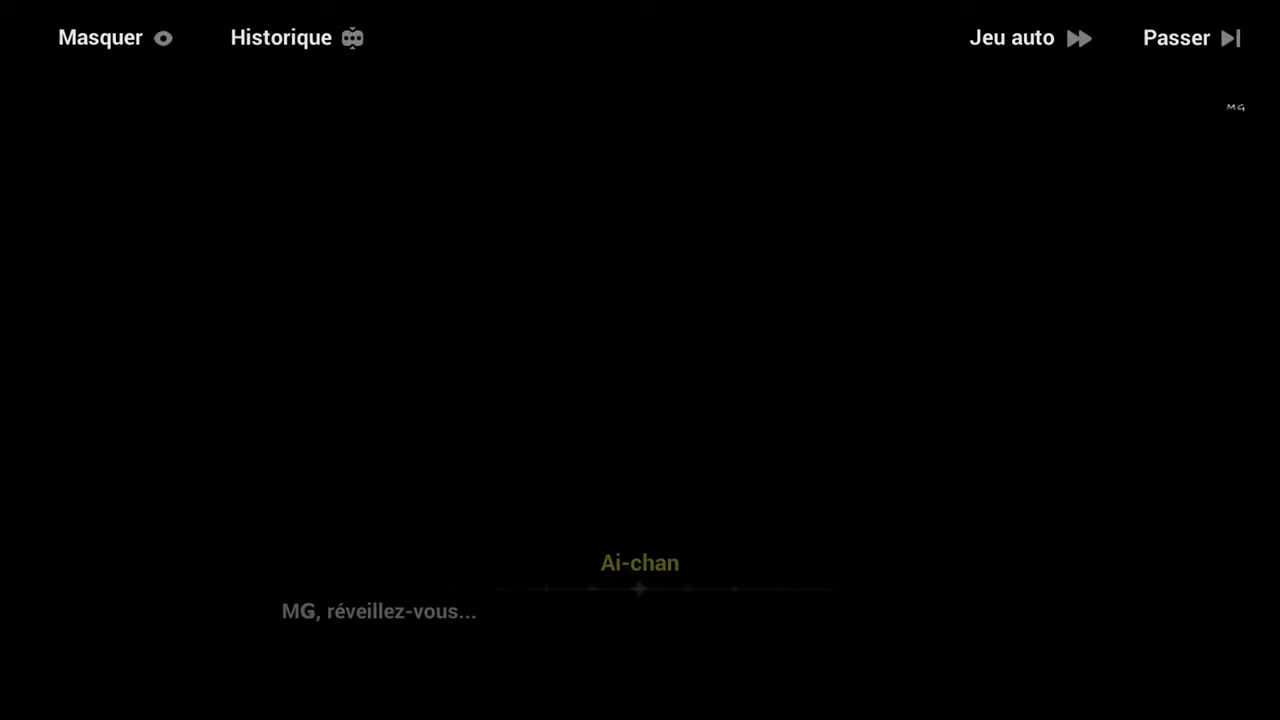 Masquer
Historique
Jeu auto
Passer
MG
Ai-chan
MG, réveillez-vous...